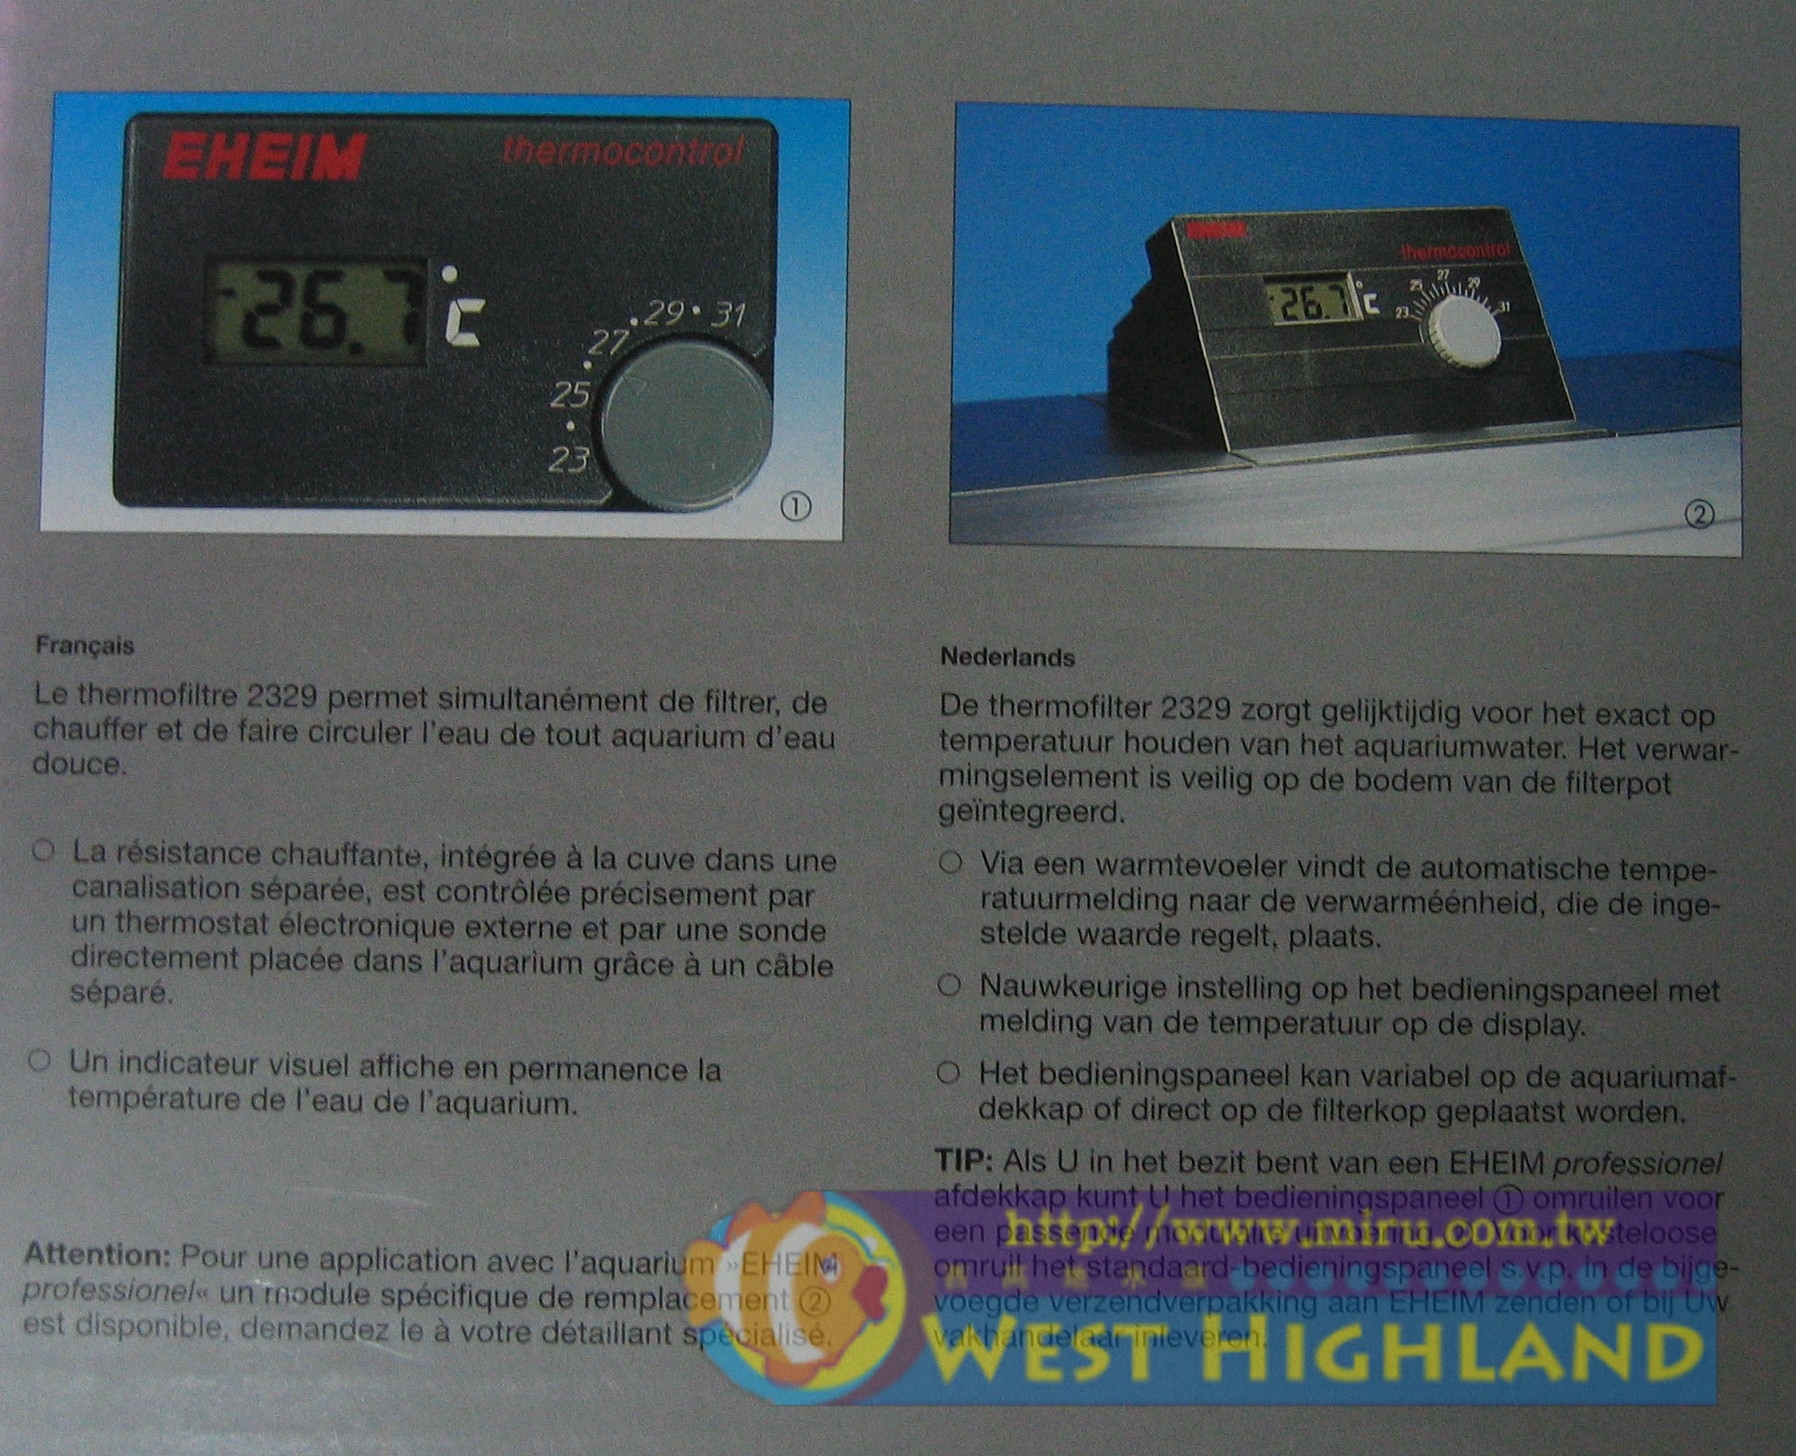 EHEIM
thermocontrol
26.7
°C
29 • 31
27
25
23
①
EHEIM
thermocontrol
26.7 °C
23 25 27 29 31
②
Français
Le thermofiltre 2329 permet simultanément de filtrer, de
chauffer et de faire circuler l'eau de tout aquarium d'eau
douce.
○ La résistance chauffante, intégrée à la cuve dans une
canalisation séparée, est contrôlée précisement par
un thermostat électronique externe et par une sonde
directement placée dans l'aquarium grâce à un câble
séparé.
○ Un indicateur visuel affiche en permanence la
température de l'eau de l'aquarium.
Attention: Pour une application avec l'aquarium »EHEIM
professionel« un module spécifique de remplacement ②
est disponible, demandez le à votre détaillant spécialisé.
Nederlands
De thermofilter 2329 zorgt gelijktijdig voor het exact op
temperatuur houden van het aquariumwater. Het verwar-
mingselement is veilig op de bodem van de filterpot
geïntegreerd.
○ Via een warmtevoeler vindt de automatische tempe-
ratuurmelding naar de verwarméénheid, die de inge-
stelde waarde regelt, plaats.
○ Nauwkeurige instelling op het bedieningspaneel met
melding van de temperatuur op de display.
○ Het bedieningspaneel kan variabel op de aquariumaf-
dekkap of direct op de filterkop geplaatst worden.
TIP: Als U in het bezit bent van een EHEIM professionel
afdekkap kunt U het bedieningspaneel ① omruilen voor
een passende modulaire uitvoering ②. Voor kosteloose
omruil het standaard-bedieningspaneel s.v.p. in de bijge-
voegde verzendverpakking aan EHEIM zenden of bij Uw
vakhandelaar inleveren.
http://www.miru.com.tw
WEST HIGHLAND